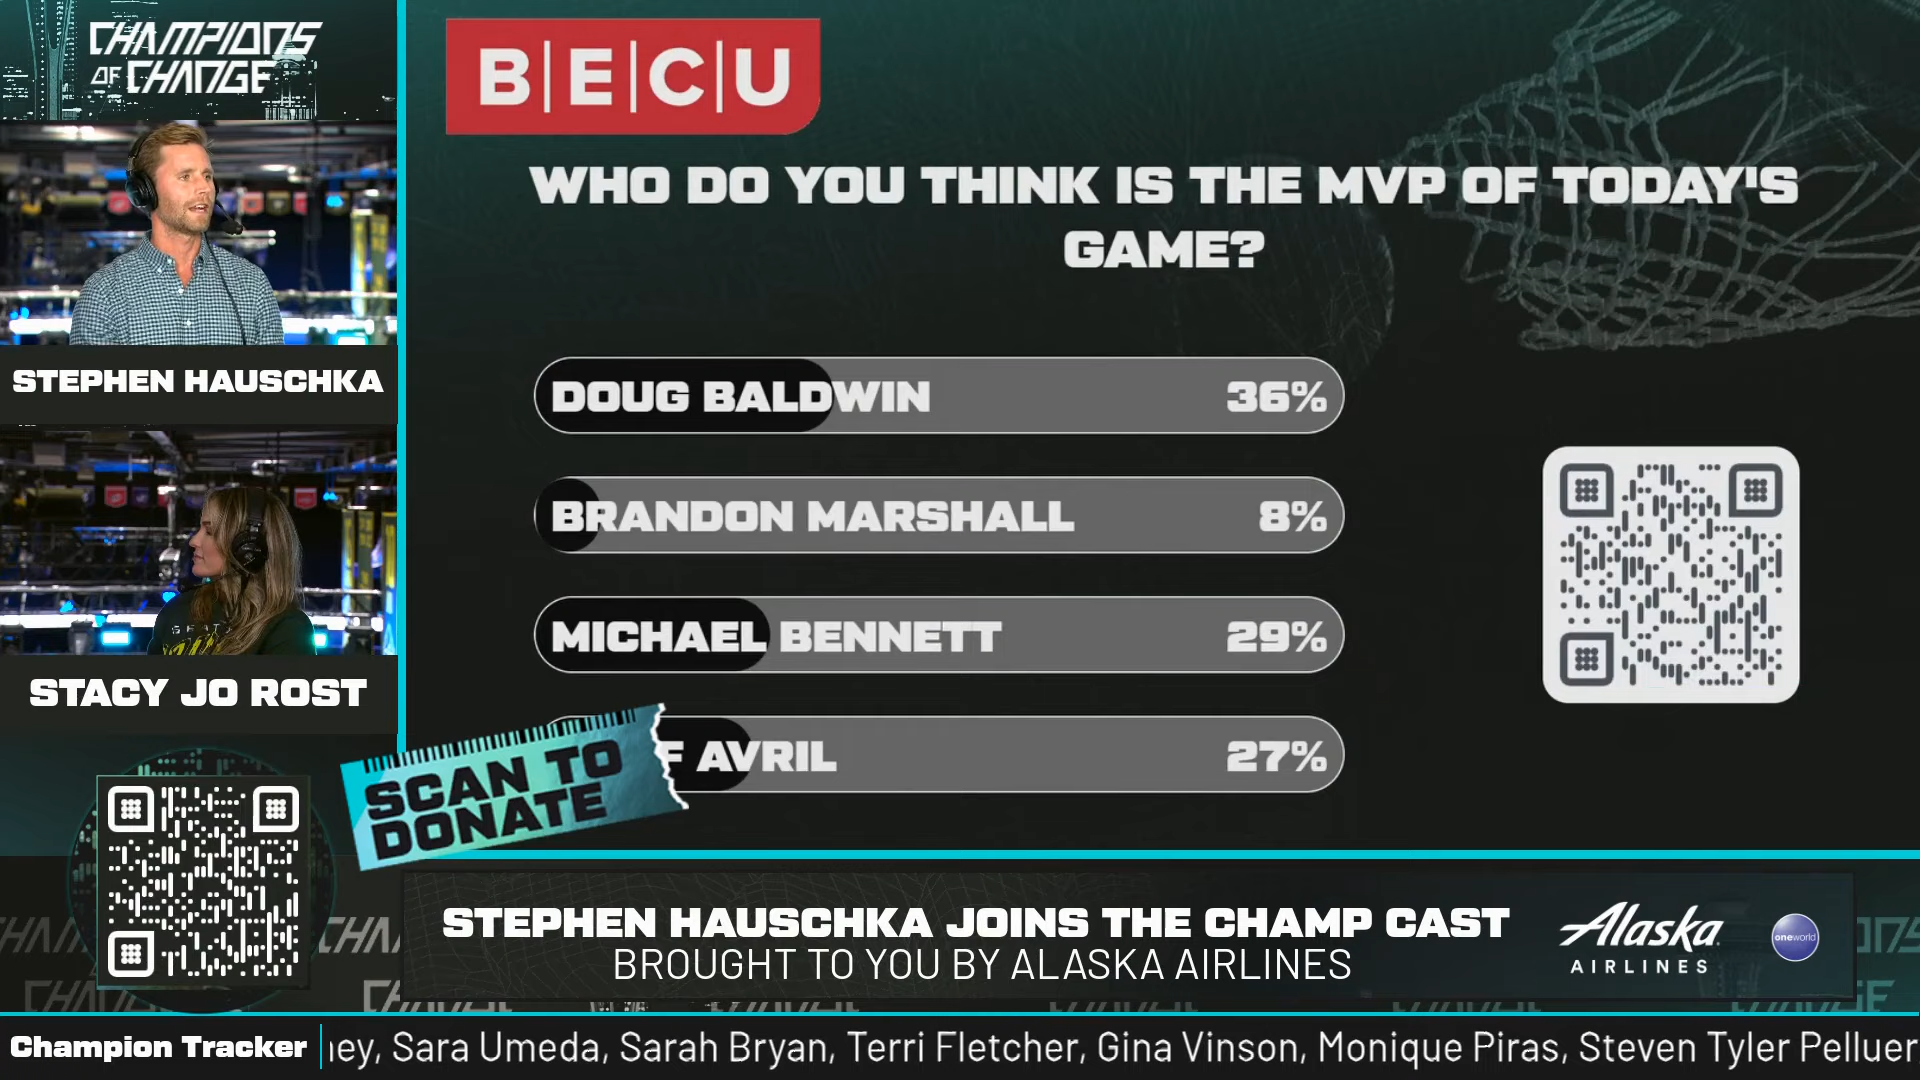 CHAMPIONS
OF CHANGE
STEPHEN HAUSCHKA
STACY JO ROST
B|E|C|U
WHO DO YOU THINK IS THE MVP OF TODAY'S
GAME?
DOUG BALDWIN 36%
BRANDON MARSHALL 8%
MICHAEL BENNETT 29%
F AVRIL 27%
SCAN TO
DONATE
STEPHEN HAUSCHKA JOINS THE CHAMP CAST
BROUGHT TO YOU BY ALASKA AIRLINES
Alaska
AIRLINES
oneworld
Champion Tracker ney, Sara Umeda, Sarah Bryan, Terri Fletcher, Gina Vinson, Monique Piras, Steven Tyler Pelluer